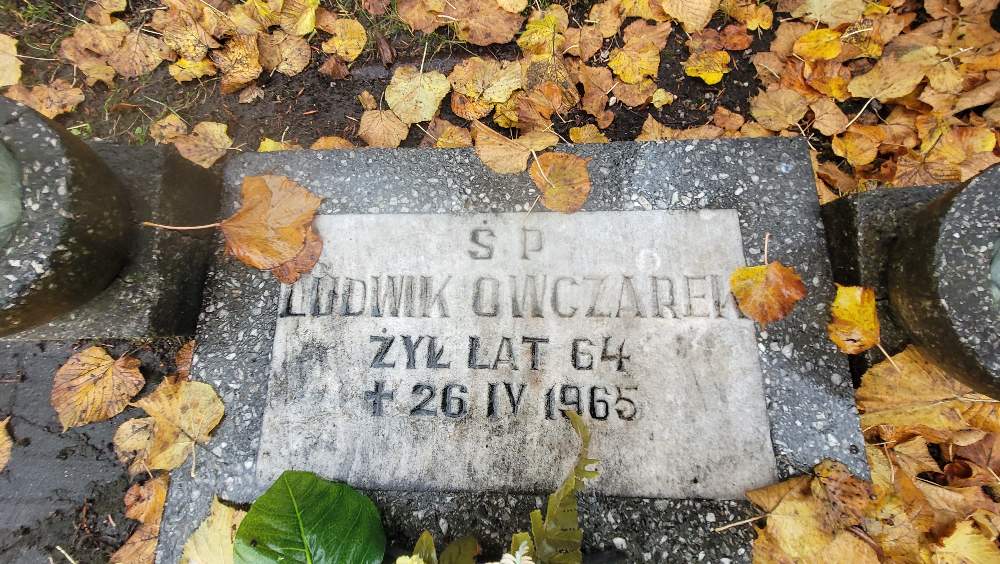 Ś P
LUDWIK OWCZAREK
ŻYŁ LAT 64
✝ 26 IV 1965